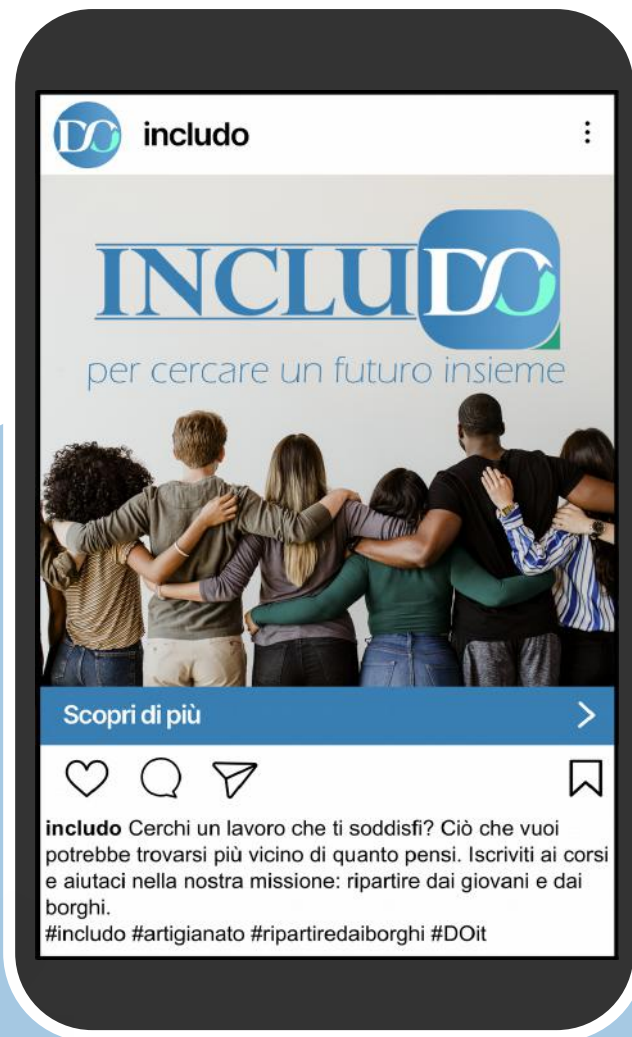 DO includo
INCLUDO
per cercare un futuro insieme
Scopri di più
includo Cerchi un lavoro che ti soddisfi? Ciò che vuoi
potrebbe trovarsi più vicino di quanto pensi. Iscriviti ai corsi
e aiutaci nella nostra missione: ripartire dai giovani e dai
borghi.
#includo #artigianato #ripartiredaiborghi #DOit